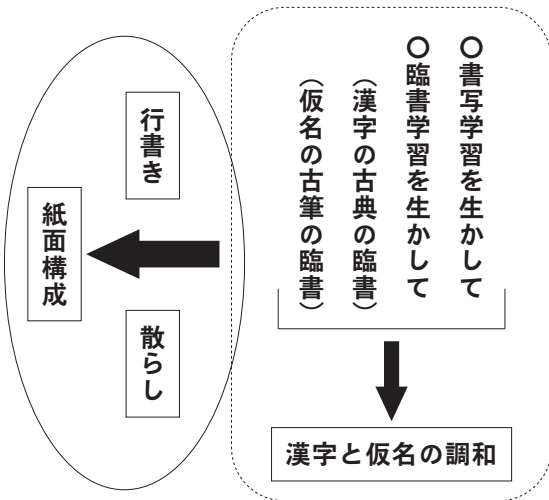 〇書写学習を生かして
〇臨書学習を生かして
（漢字の古典の臨書）
（仮名の古筆の臨書）
漢字と仮名の調和
行書き
散らし
紙面構成